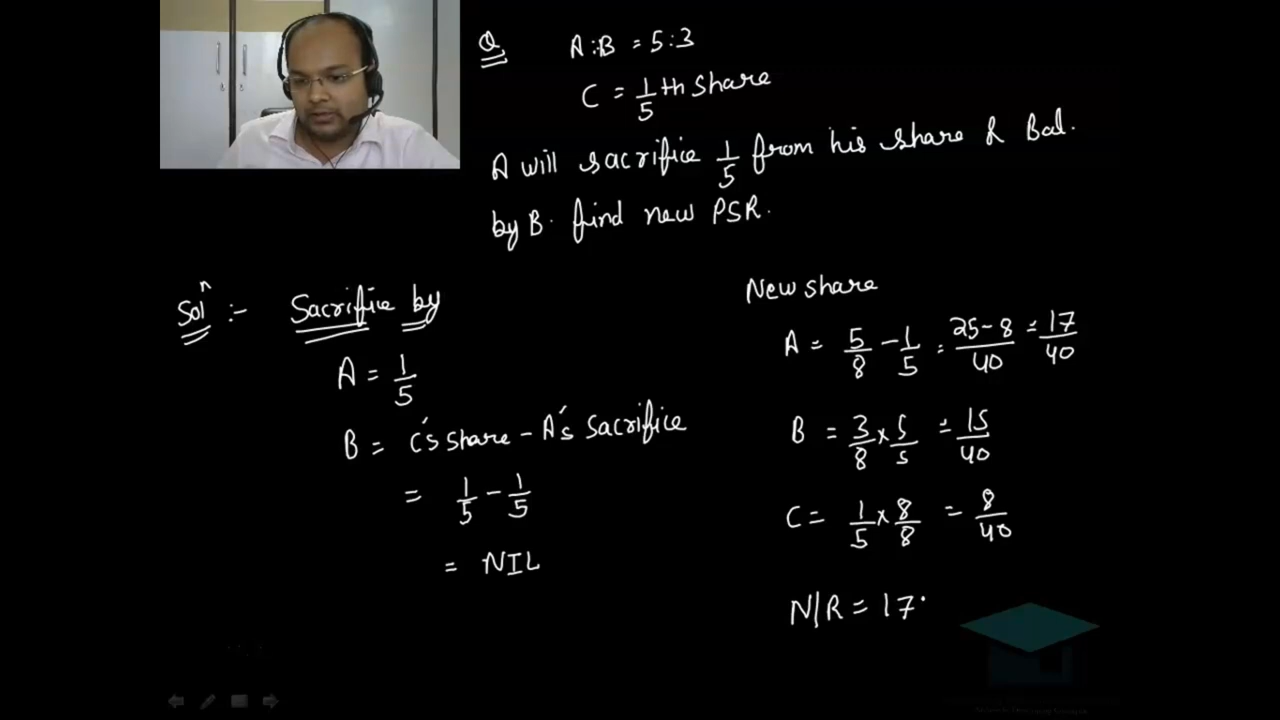 Q A:B = 5:3
C = 1/5 th Share
A will sacrifice 1/5 from his share & Bal.
by B. find new PSR.
Solⁿ :- Sacrifice by
A = 1/5
B = C's share - A's sacrifice
= 1/5 - 1/5
= NIL
New share
A = 5/8 - 1/5 = 25-8/40 = 17/40
B = 3/8 × 5/5 = 15/40
C = 1/5 × 8/8 = 8/40
N/R = 17: